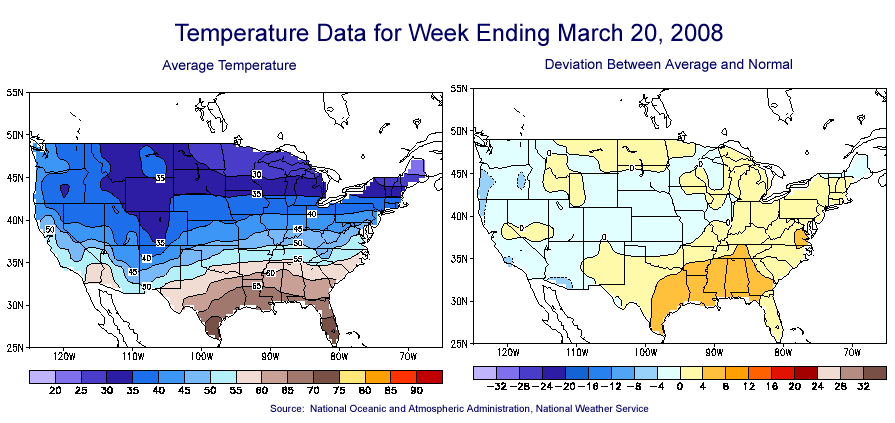 Temperature Data for Week Ending March 20, 2008
Average Temperature
Deviation Between Average and Normal
55N
50N
45N
40N
35N
30N
25N
120W 110W 100W 90W 80W 70W
35
30
35
40
50
45
50
35
40
55
45
60
50
65
20 25 30 35 40 45 50 55 60 65 70 75 80 85 90
55N
50N
45N
40N
35N
30N
25N
120W 110W 100W 90W 80W 70W
0
0
0
0
0
0
−32 −28 −24 −20 −16 −12 −8 −4 0 4 8 12 16 20 24 28 32
Source: National Oceanic and Atmospheric Administration, National Weather Service